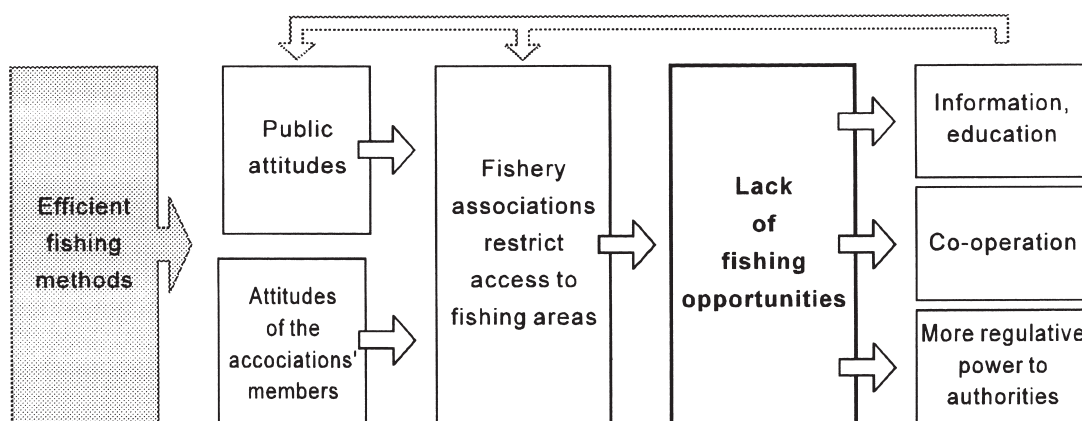 Efficient
fishing
methods
Public
attitudes
Attitudes
of the
accociations'
members
Fishery
associations
restrict
access to
fishing areas
Lack
of
fishing
opportunities
Information,
education
Co-operation
More regulative
power to
authorities